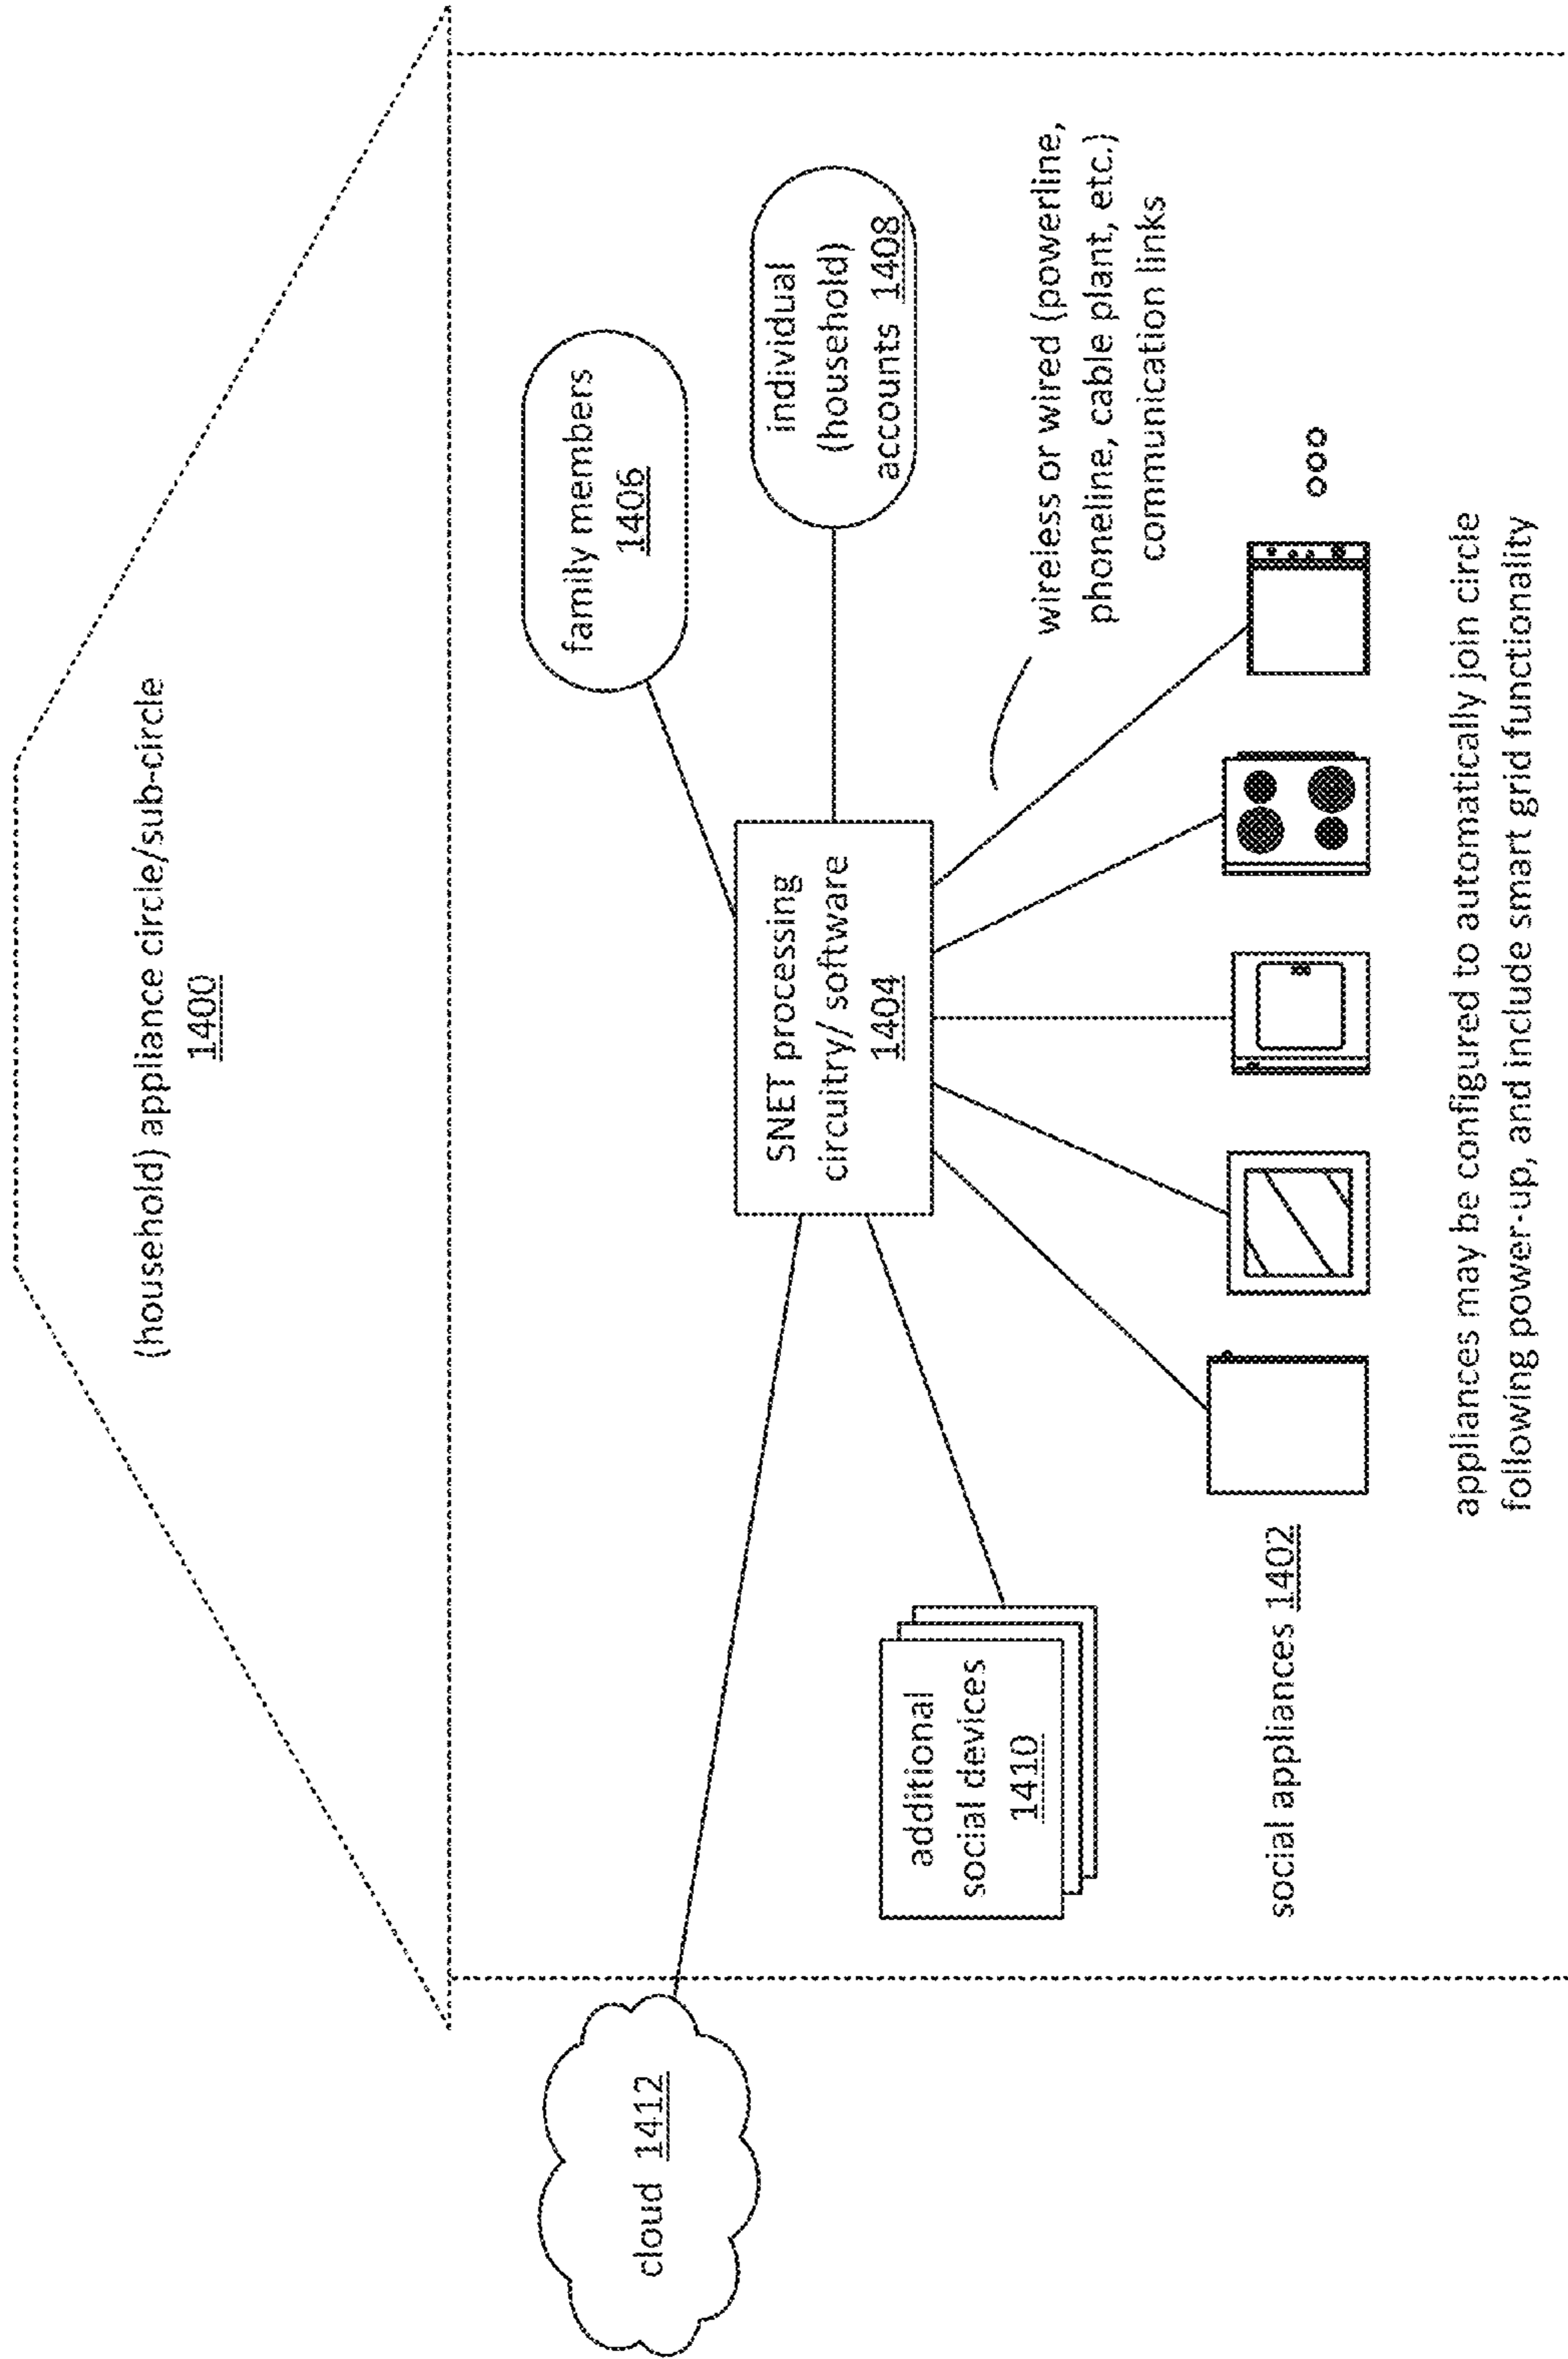 (household) appliance circle/sub-circle
1400
family members
1406
individual
(household)
accounts 1408
SNET processing
circuitry/ software
1404
cloud 1412
additional
social devices
1410
wireless or wired (powerline,
phoneline, cable plant, etc.)
communication links
social appliances 1402
appliances may be configured to automatically join circle
following power-up, and include smart grid functionality